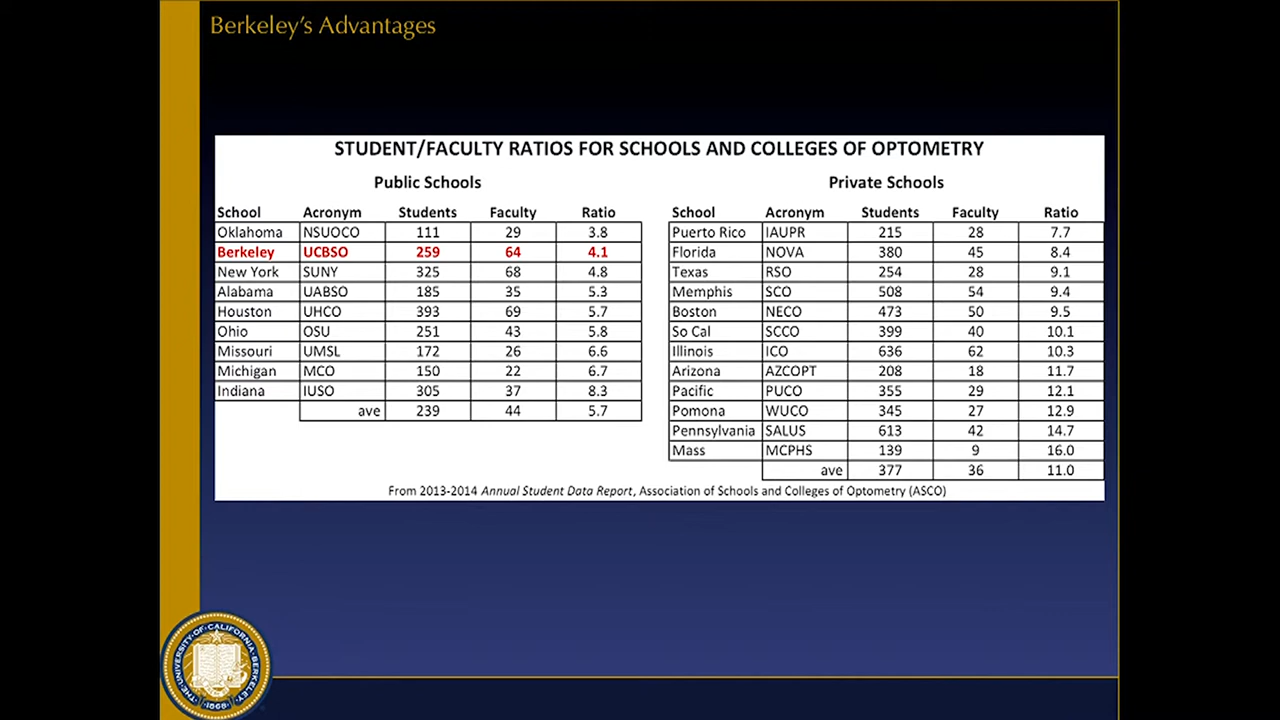 Berkeley's Advantages
STUDENT/FACULTY RATIOS FOR SCHOOLS AND COLLEGES OF OPTOMETRY
Public Schools
School Acronym Students Faculty Ratio
Oklahoma NSUOCO 111 29 3.8
Berkeley UCBSO 259 64 4.1
New York SUNY 325 68 4.8
Alabama UABSO 185 35 5.3
Houston UHCO 393 69 5.7
Ohio OSU 251 43 5.8
Missouri UMSL 172 26 6.6
Michigan MCO 150 22 6.7
Indiana IUSO 305 37 8.3
ave 239 44 5.7
Private Schools
School Acronym Students Faculty Ratio
Puerto Rico IAUPR 215 28 7.7
Florida NOVA 380 45 8.4
Texas RSO 254 28 9.1
Memphis SCO 508 54 9.4
Boston NECO 473 50 9.5
So Cal SCCO 399 40 10.1
Illinois ICO 636 62 10.3
Arizona AZCOPT 208 18 11.7
Pacific PUCO 355 29 12.1
Pomona WUCO 345 27 12.9
Pennsylvania SALUS 613 42 14.7
Mass MCPHS 139 9 16.0
ave 377 36 11.0
From 2013-2014 Annual Student Data Report, Association of Schools and Colleges of Optometry (ASCO)
·THE·UNIVERSITY·OF·CALIFORNIA·BERKELEY·
·1868·